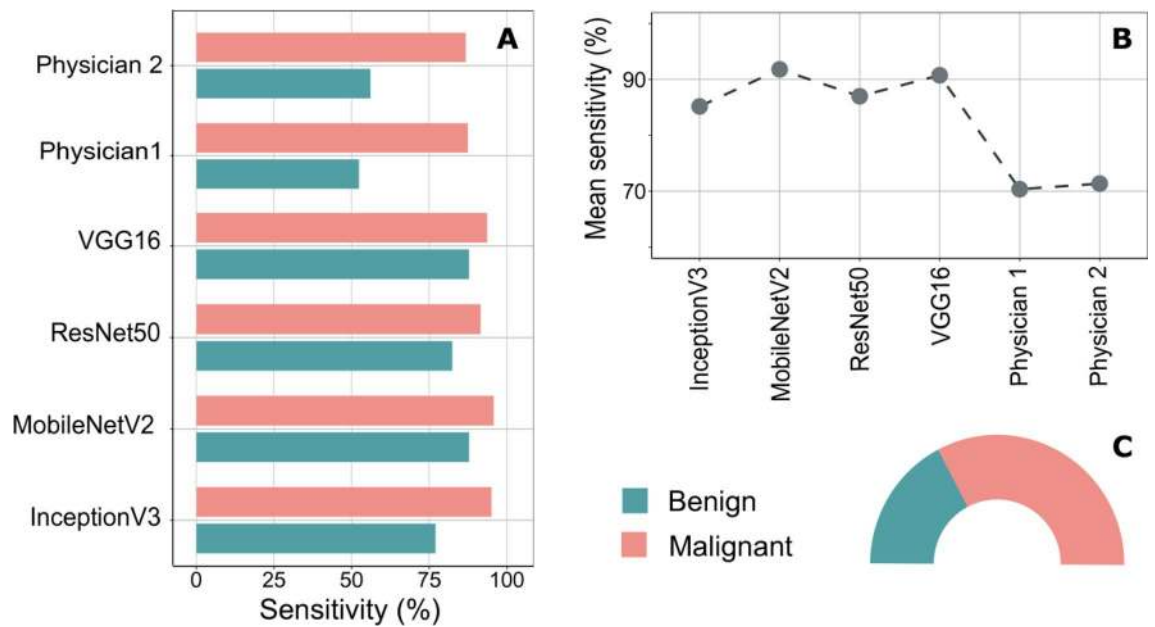 A
Physician 2
Physician1
VGG16
ResNet50
MobileNetV2
InceptionV3
0 25 50 75 100
Sensitivity (%)
B
Mean sensitivity (%)
90
70
InceptionV3
MobileNetV2
ResNet50
VGG16
Physician 1
Physician 2
C
Benign
Malignant